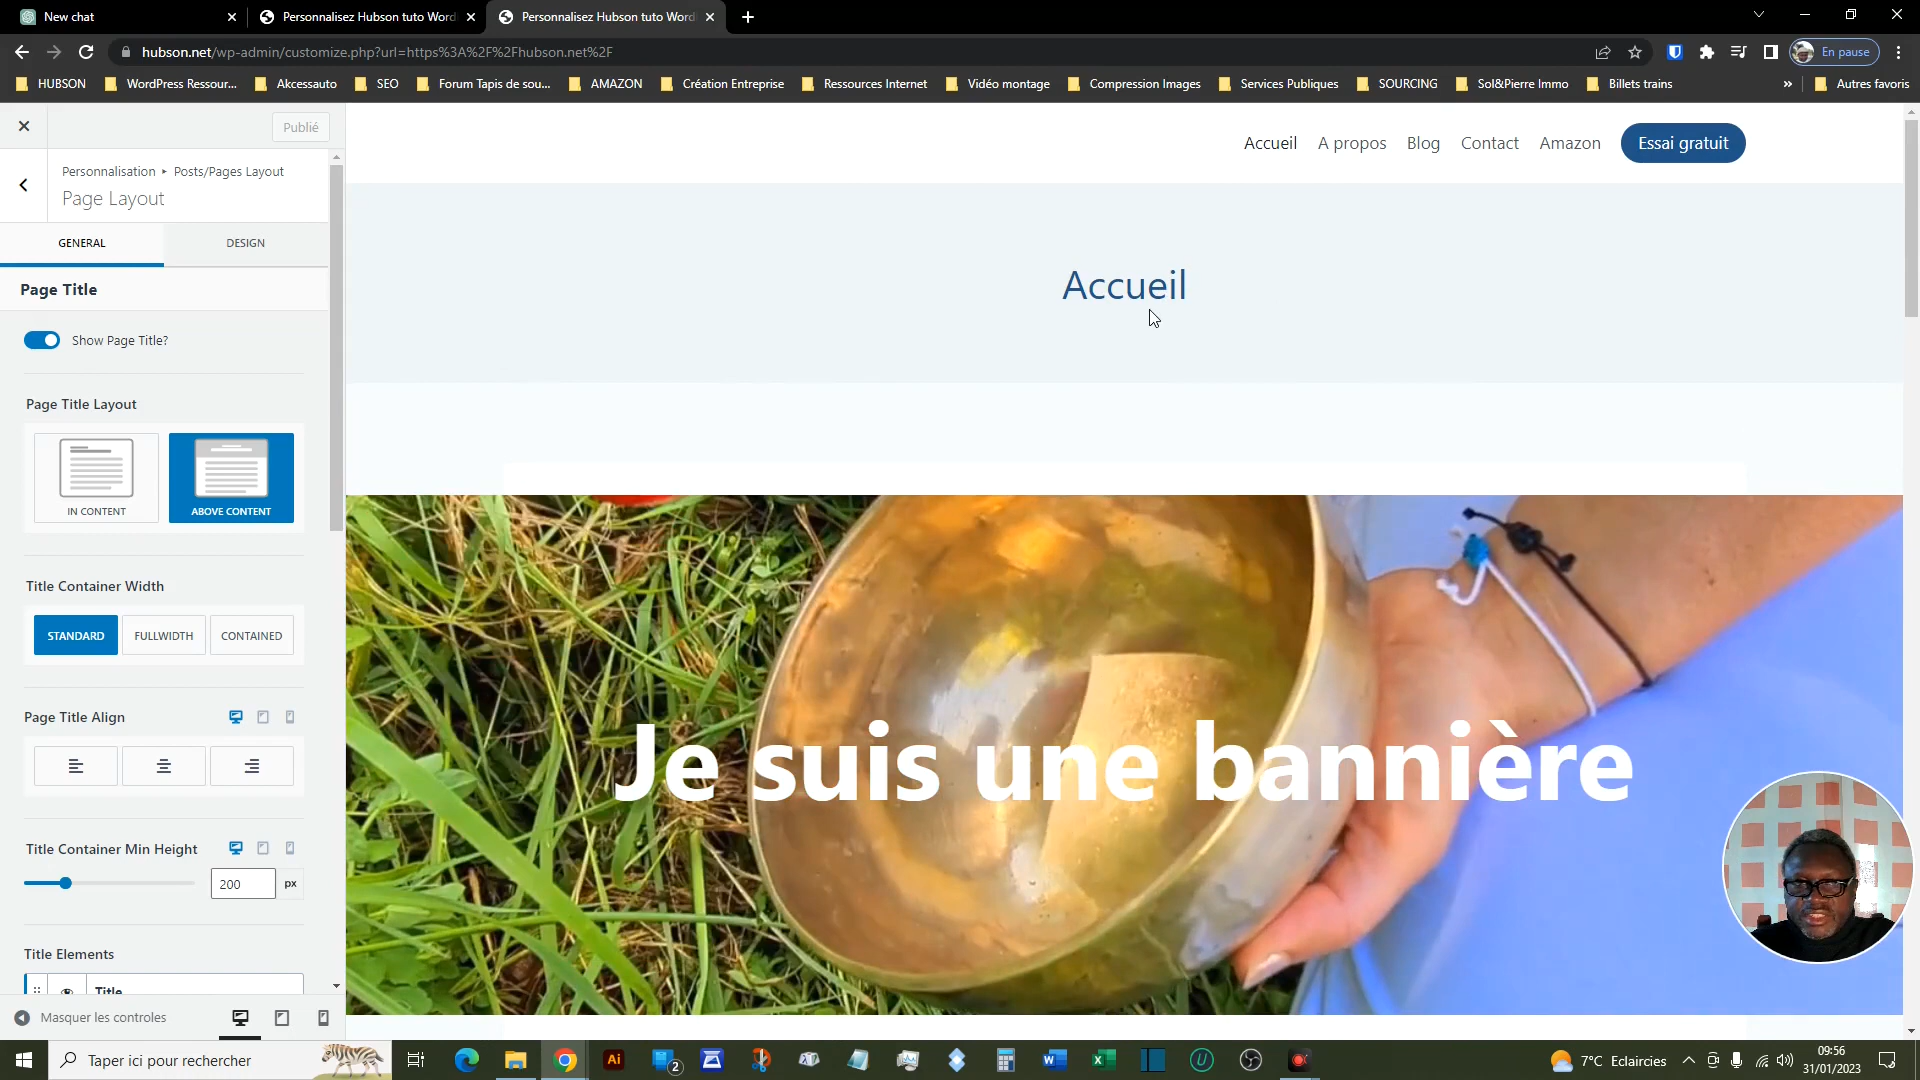 New chat
Personnalisez Hubson tuto Word
Personnalisez Hubson tuto Word
hubson.net/wp-admin/customize.php?url=https%3A%2F%2Fhubson.net%2F
En pause
HUBSON
WordPress Ressour...
Akcessauto
SEO
Forum Tapis de sou...
AMAZON
Création Entreprise
Ressources Internet
Vidéo montage
Compression Images
Services Publiques
SOURCING
Sol&Pierre Immo
Billets trains
»
Autres favoris
Publié
Personnalisation ▸ Posts/Pages Layout
Page Layout
GENERAL
DESIGN
Page Title
Show Page Title?
Page Title Layout
IN CONTENT
ABOVE CONTENT
Title Container Width
STANDARD
FULLWIDTH
CONTAINED
Page Title Align
Title Container Min Height
200
px
Title Elements
Title
Masquer les controles
Accueil
A propos
Blog
Contact
Amazon
Essai gratuit
Accueil
Je suis une bannière
Taper ici pour rechercher
Ai
2
7°C Eclaircies
09:56
31/01/2023